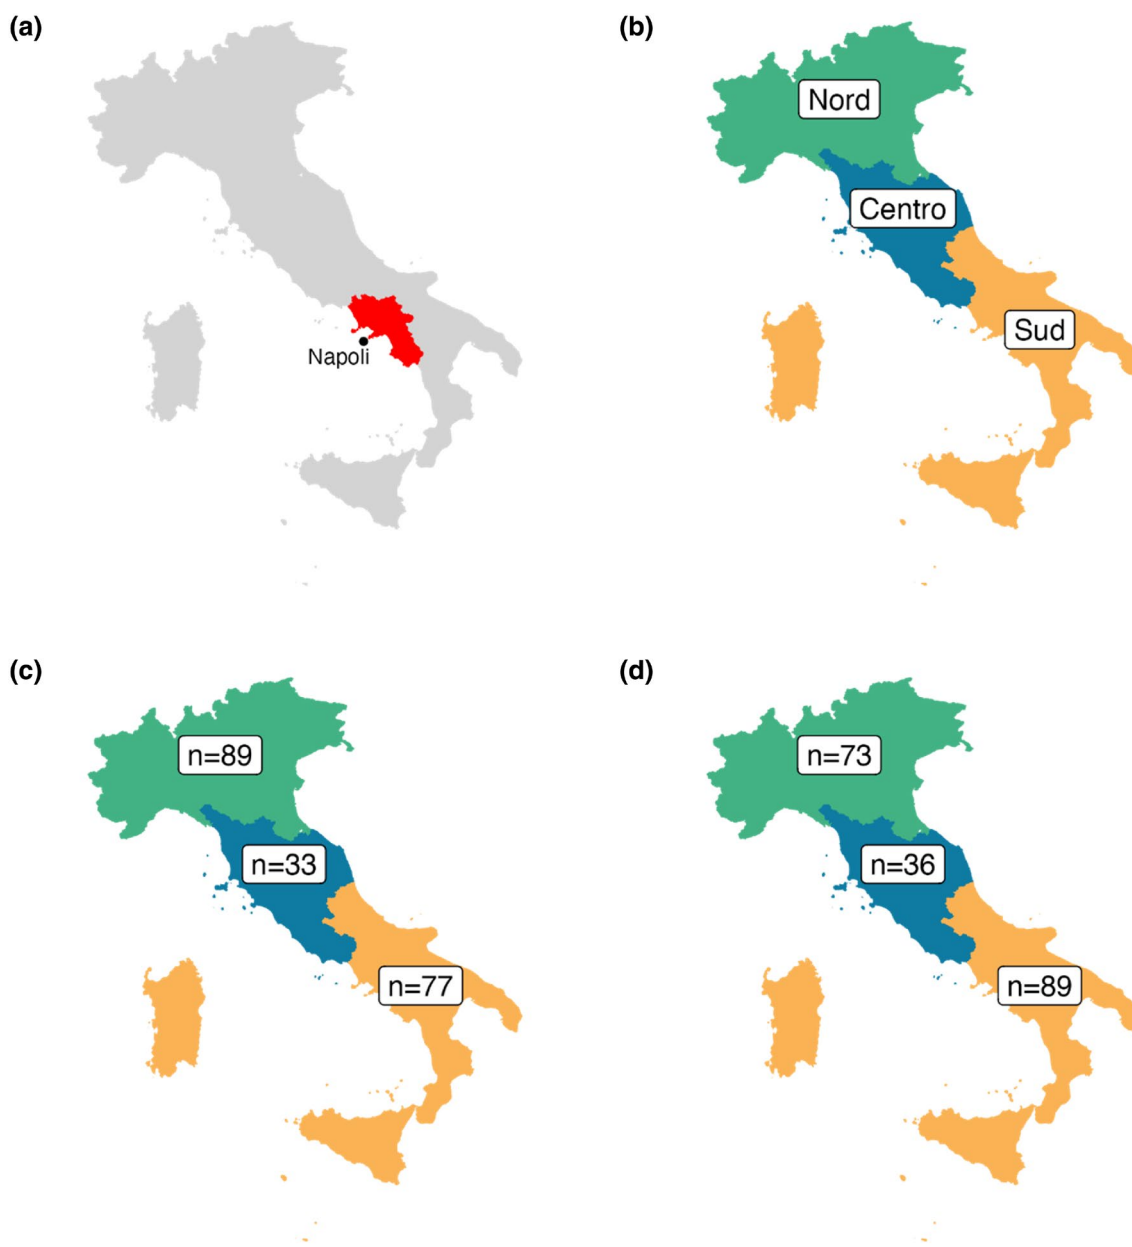 (a)
(b)
Nord
Centro
Sud
Napoli
(c)
(d)
n=89
n=73
n=33
n=36
n=77
n=89